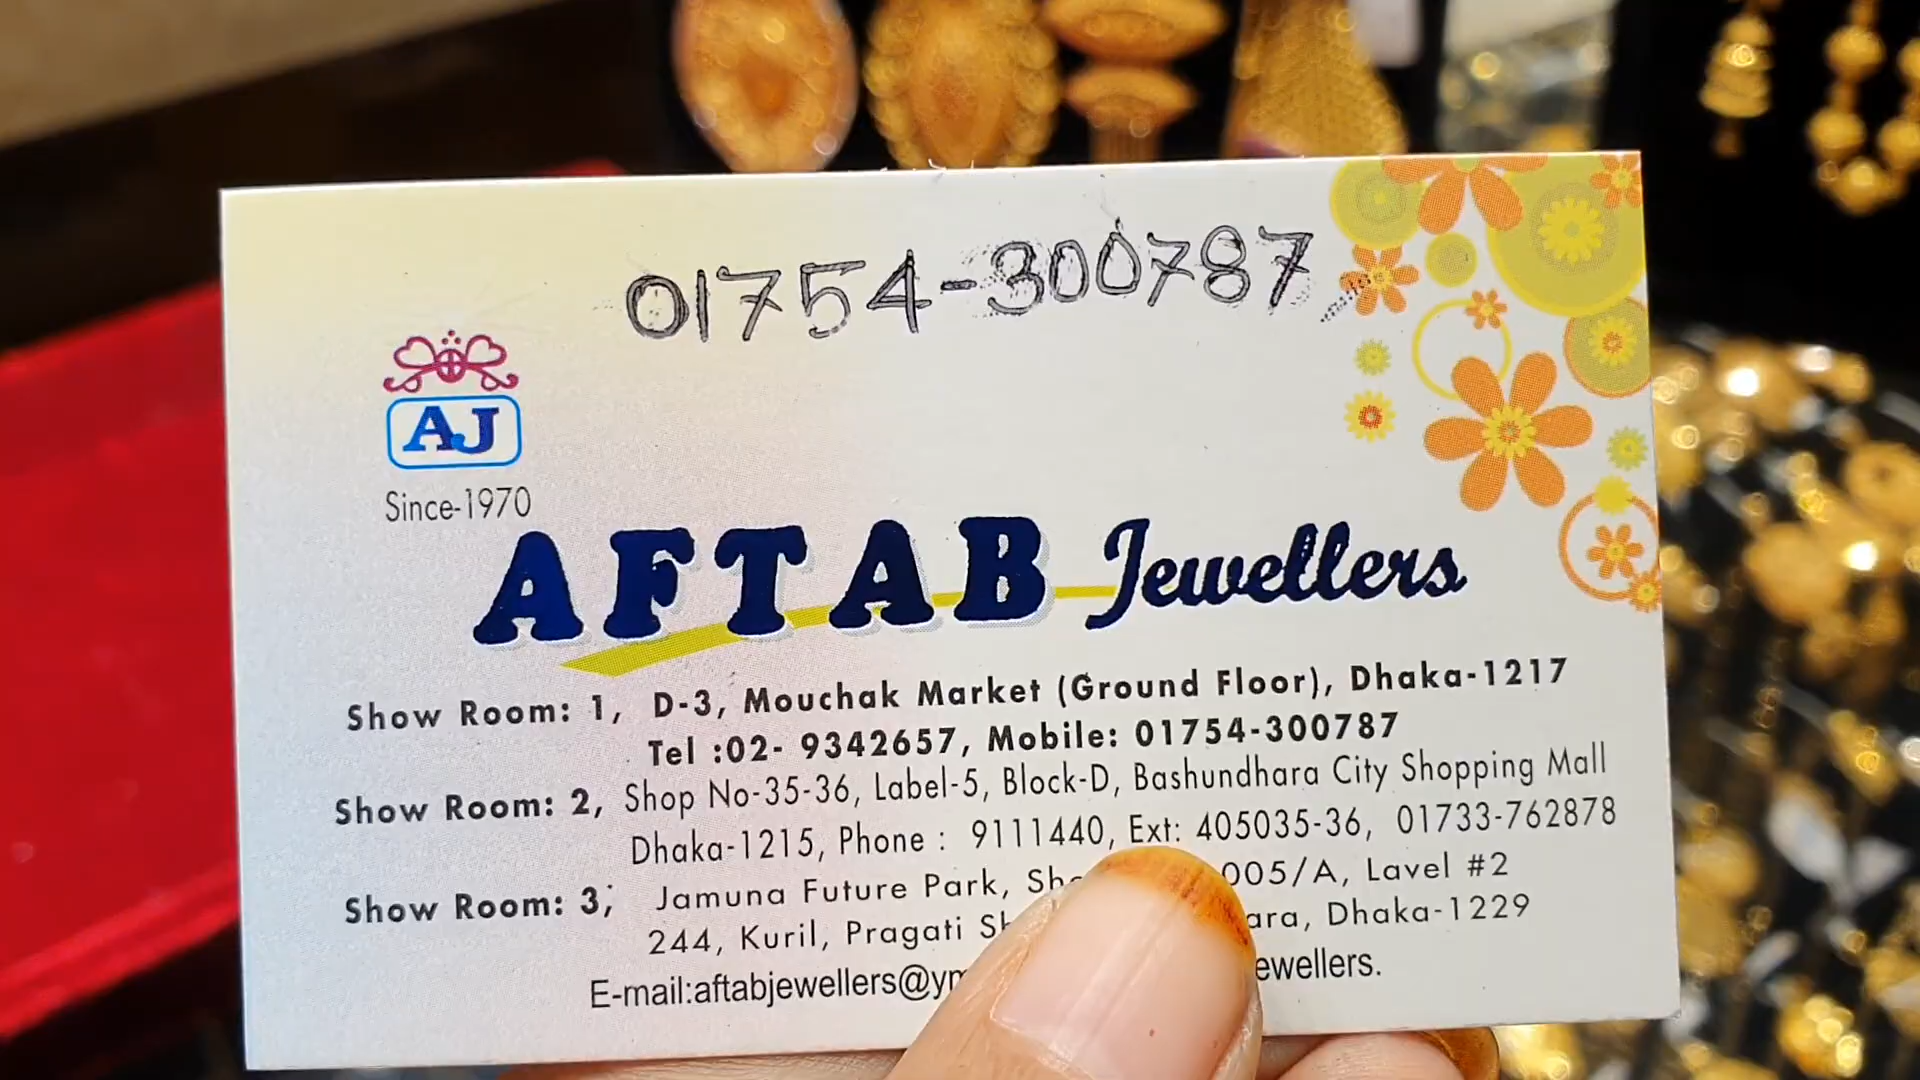 01754-300787
AJ
Since-1970
AFTAB Jewellers
Show Room: 1, D-3, Mouchak Market (Ground Floor), Dhaka-1217
Tel :02- 9342657, Mobile: 01754-300787
Show Room: 2, Shop No-35-36, Label-5, Block-D, Bashundhara City Shopping Mall
Dhaka-1215, Phone : 9111440, Ext: 405035-36, 01733-762878
Show Room: 3, Jamuna Future Park, 005/A, Lavel #2
244, Kuril, Pragati Dhaka-1229
E-mail:aftabjewellers@